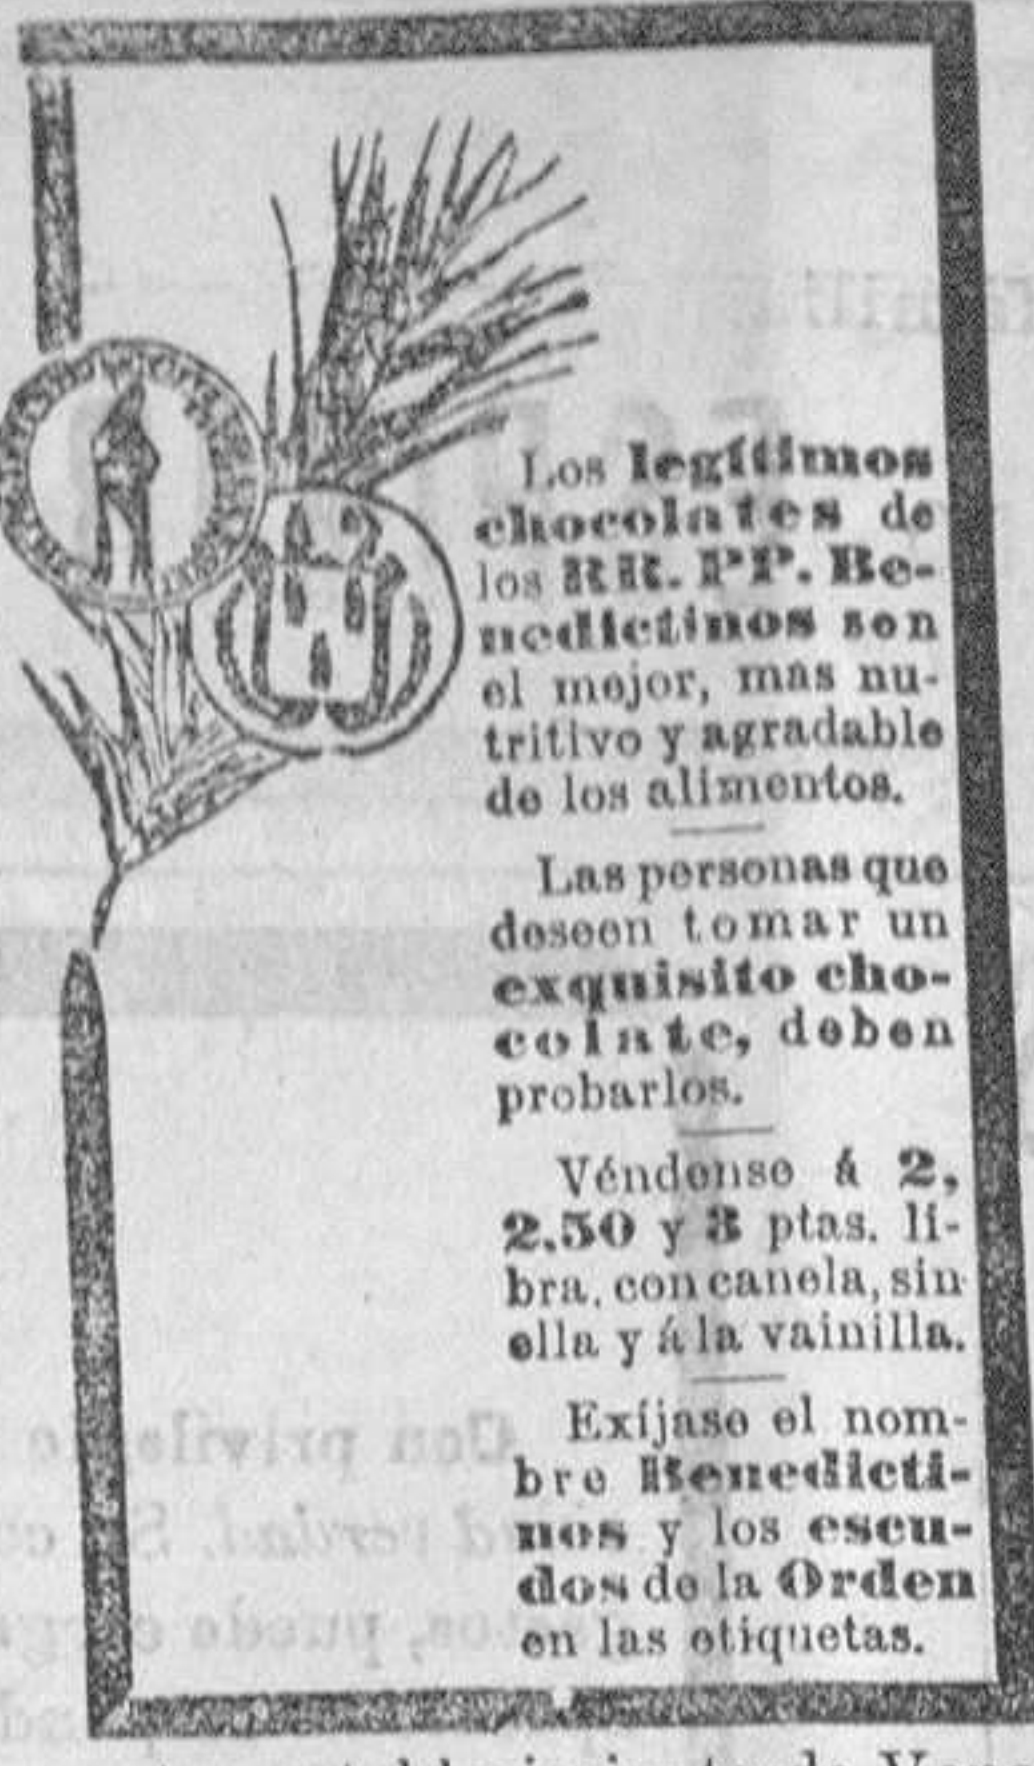 Los legítimos
chocolates de
los RR. PP. Be-
nedictinos son
el mejor, mas nu-
tritivo y agradable
de los alimentos.
Las personas que
deseen tomar un
exquisito cho-
colate, deben
probarlos.
Véndense á 2,
2.50 y 3 ptas. li-
bra, con canela, sin
ella y á la vainilla.
Exíjase el nom-
bre Benedicti-
nos y los escu-
dos de la Orden
en las etiquetas.